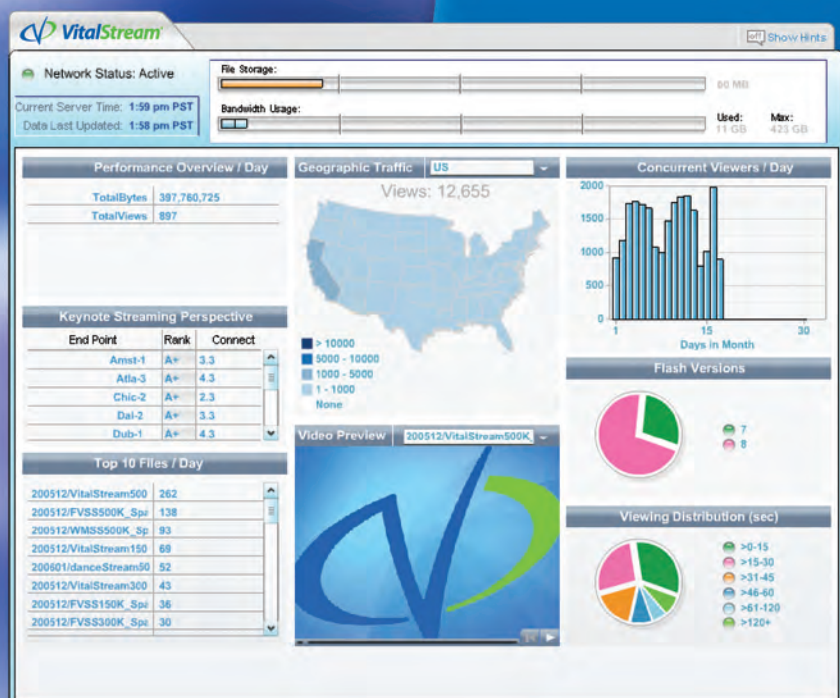 VitalStream
off Show Hints
Network Status: Active
Current Server Time: 1:59 pm PST
Data Last Updated: 1:58 pm PST
File Storage:
60 MB
Bandwidth Usage:
Used: Max:
11 GB 423 GB
Performance Overview / Day
TotalBytes 397,760,725
TotalViews 897
Keynote Streaming Perspective
End Point Rank Connect
Amst-1 A+ 3.3
Atla-3 A+ 4.3
Chic-2 A+ 2.3
Dal-2 A+ 3.3
Dub-1 A+ 4.3
Top 10 Files / Day
200512/VitalStream500 262
200512/FVSS500K_Spa 138
200512/WMSS500K_Sp 93
200512/VitalStream150 69
200601/danceStream50 52
200512/VitalStream300 43
200512/FVSS150K_Spa 36
200512/FVSS300K_Spa 30
Geographic Traffic US
Views: 12,655
> 10000
5000 - 10000
1000 - 5000
1 - 1000
None
Video Preview 200512/VitalStream500K_
Concurrent Viewers / Day
2000
1500
1000
500
0
1 15 30
Days in Month
Flash Versions
7
8
Viewing Distribution (sec)
>0-15
>15-30
>31-45
>46-60
>61-120
>120+